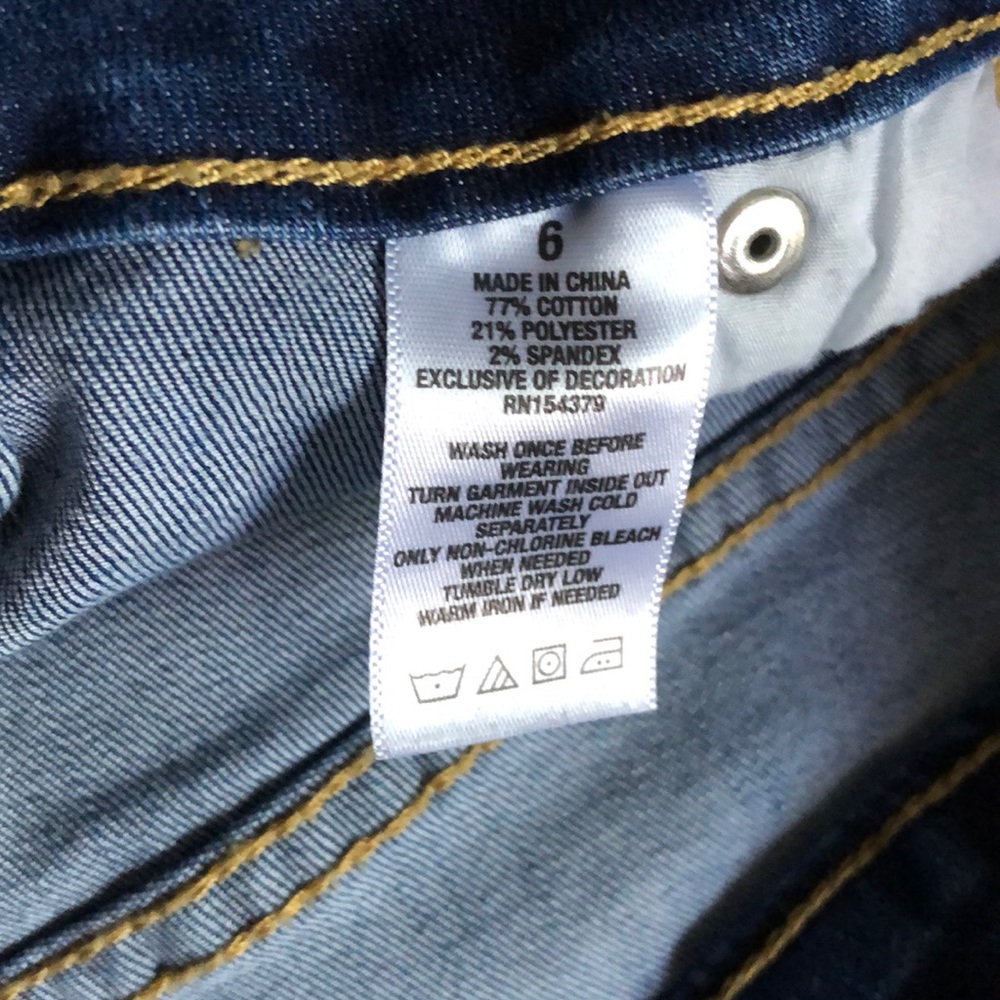 6
MADE IN CHINA
77% COTTON
21% POLYESTER
2% SPANDEX
EXCLUSIVE OF DECORATION
RN154379
WASH ONCE BEFORE
WEARING
TURN GARMENT INSIDE OUT
MACHINE WASH COLD
SEPARATELY
ONLY NON-CHLORINE BLEACH
WHEN NEEDED
TUMBLE DRY LOW
WARM IRON IF NEEDED